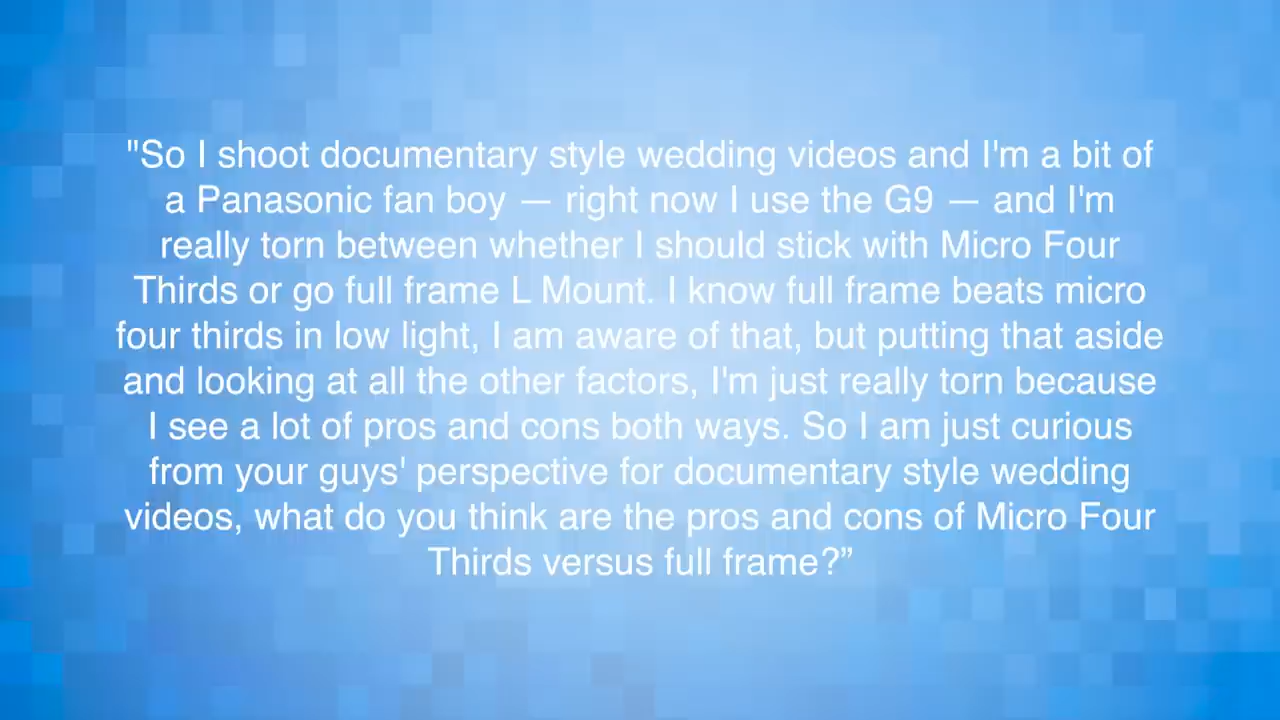 "So I shoot documentary style wedding videos and I'm a bit of
a Panasonic fan boy — right now I use the G9 — and I'm
really torn between whether I should stick with Micro Four
Thirds or go full frame L Mount. I know full frame beats micro
four thirds in low light, I am aware of that, but putting that aside
and looking at all the other factors, I'm just really torn because
I see a lot of pros and cons both ways. So I am just curious
from your guys' perspective for documentary style wedding
videos, what do you think are the pros and cons of Micro Four
Thirds versus full frame?”